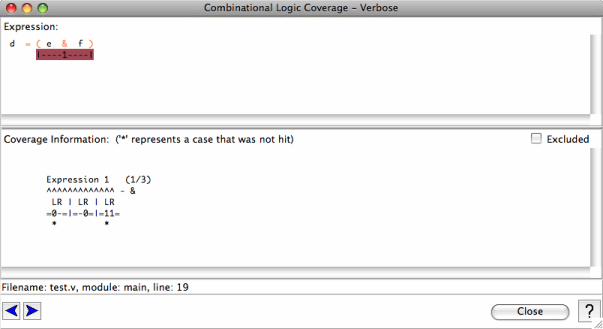 Combinational Logic Coverage - Verbose
Expression:
d = ( e & f )
|----1----|
Coverage Information: ('*' represents a case that was not hit)
Excluded
Expression 1 (1/3)
^^^^^^^^^^^^^ - &
LR | LR | LR
=0-=|=-0=|=11=
* *
Filename: test.v, module: main, line: 19
Close
?